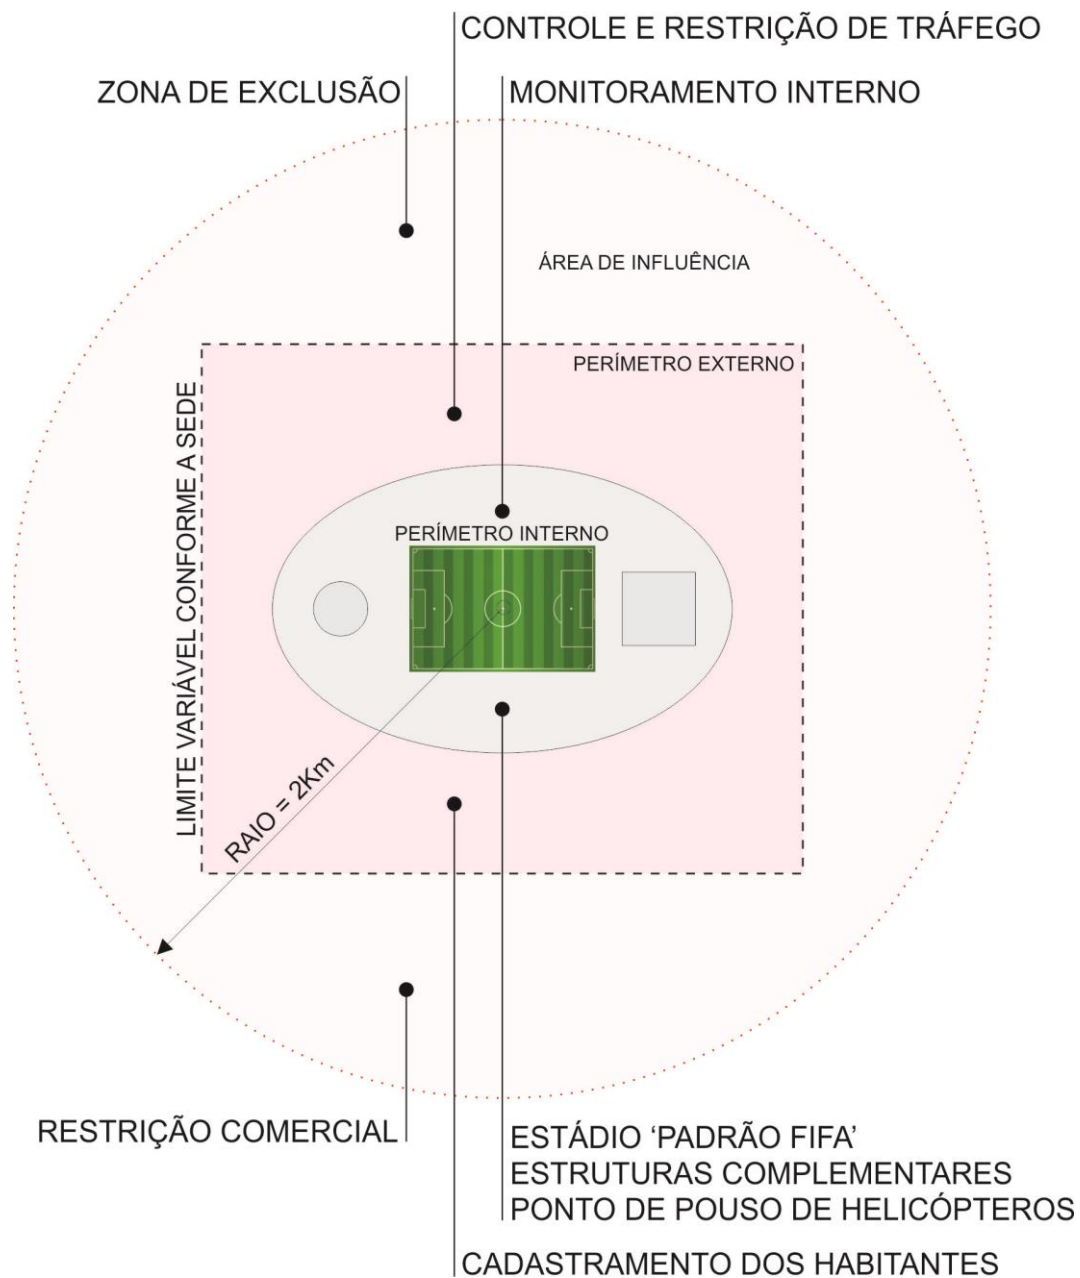 CONTROLE E RESTRIÇÃO DE TRÁFEGO
ZONA DE EXCLUSÃO
MONITORAMENTO INTERNO
ÁREA DE INFLUÊNCIA
PERÍMETRO EXTERNO
LIMITE VARIÁVEL CONFORME A SEDE
PERÍMETRO INTERNO
RAIO = 2Km
RESTRIÇÃO COMERCIAL
ESTÁDIO ‘PADRÃO FIFA’
ESTRUTURAS COMPLEMENTARES
PONTO DE POUSO DE HELICÓPTEROS
CADASTRAMENTO DOS HABITANTES